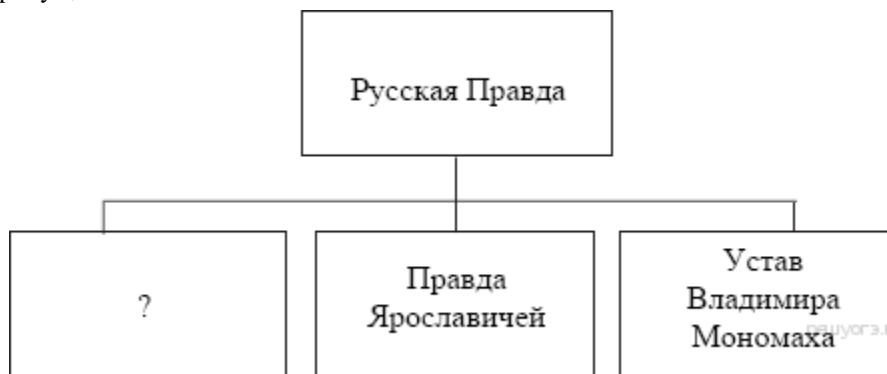 Русская Правда
?
Правда
Ярославичей
Устав
Владимира
Мономаха